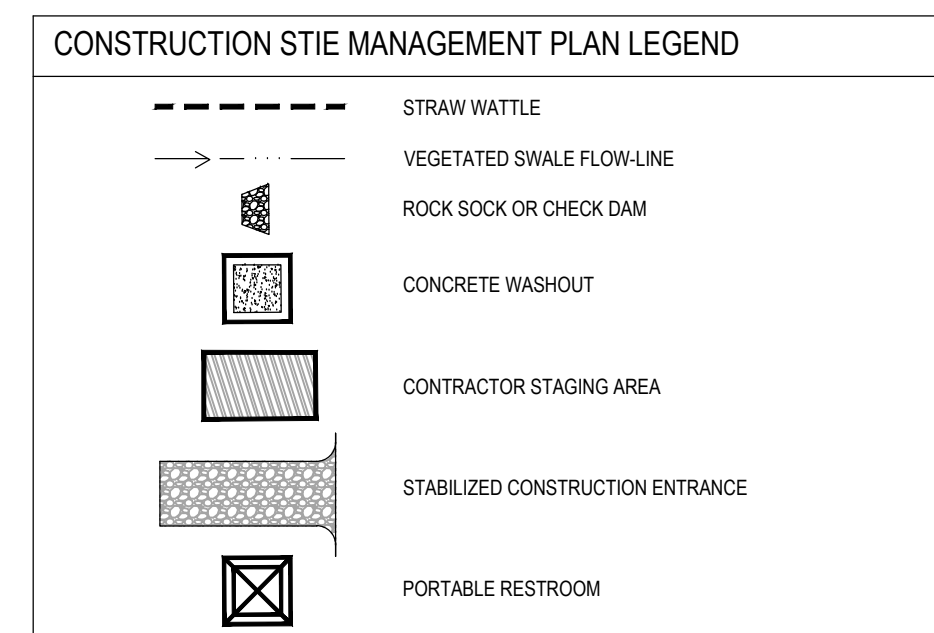 CONSTRUCTION STIE MANAGEMENT PLAN LEGEND
STRAW WATTLE
VEGETATED SWALE FLOW-LINE
ROCK SOCK OR CHECK DAM
CONCRETE WASHOUT
CONTRACTOR STAGING AREA
STABILIZED CONSTRUCTION ENTRANCE
PORTABLE RESTROOM